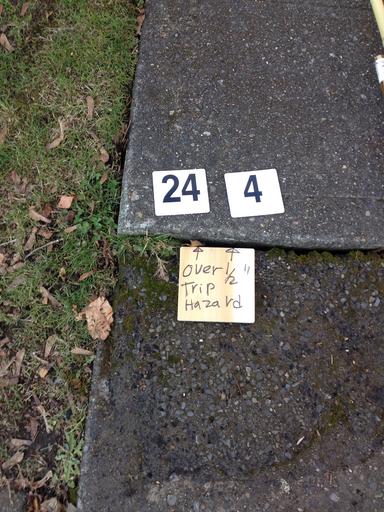 24 4
↑ ↑
Over 1/2"
Trip
Hazard